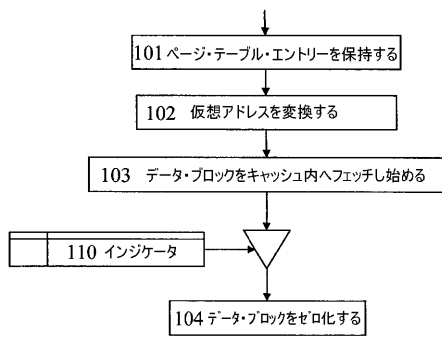 101 ページ・テーブル・エントリーを保持する
102 仮想アドレスを変換する
103 データ・ブロックをキャッシュ内へフェッチし始める
110 インジケータ
104 データ・ブロックをゼロ化する